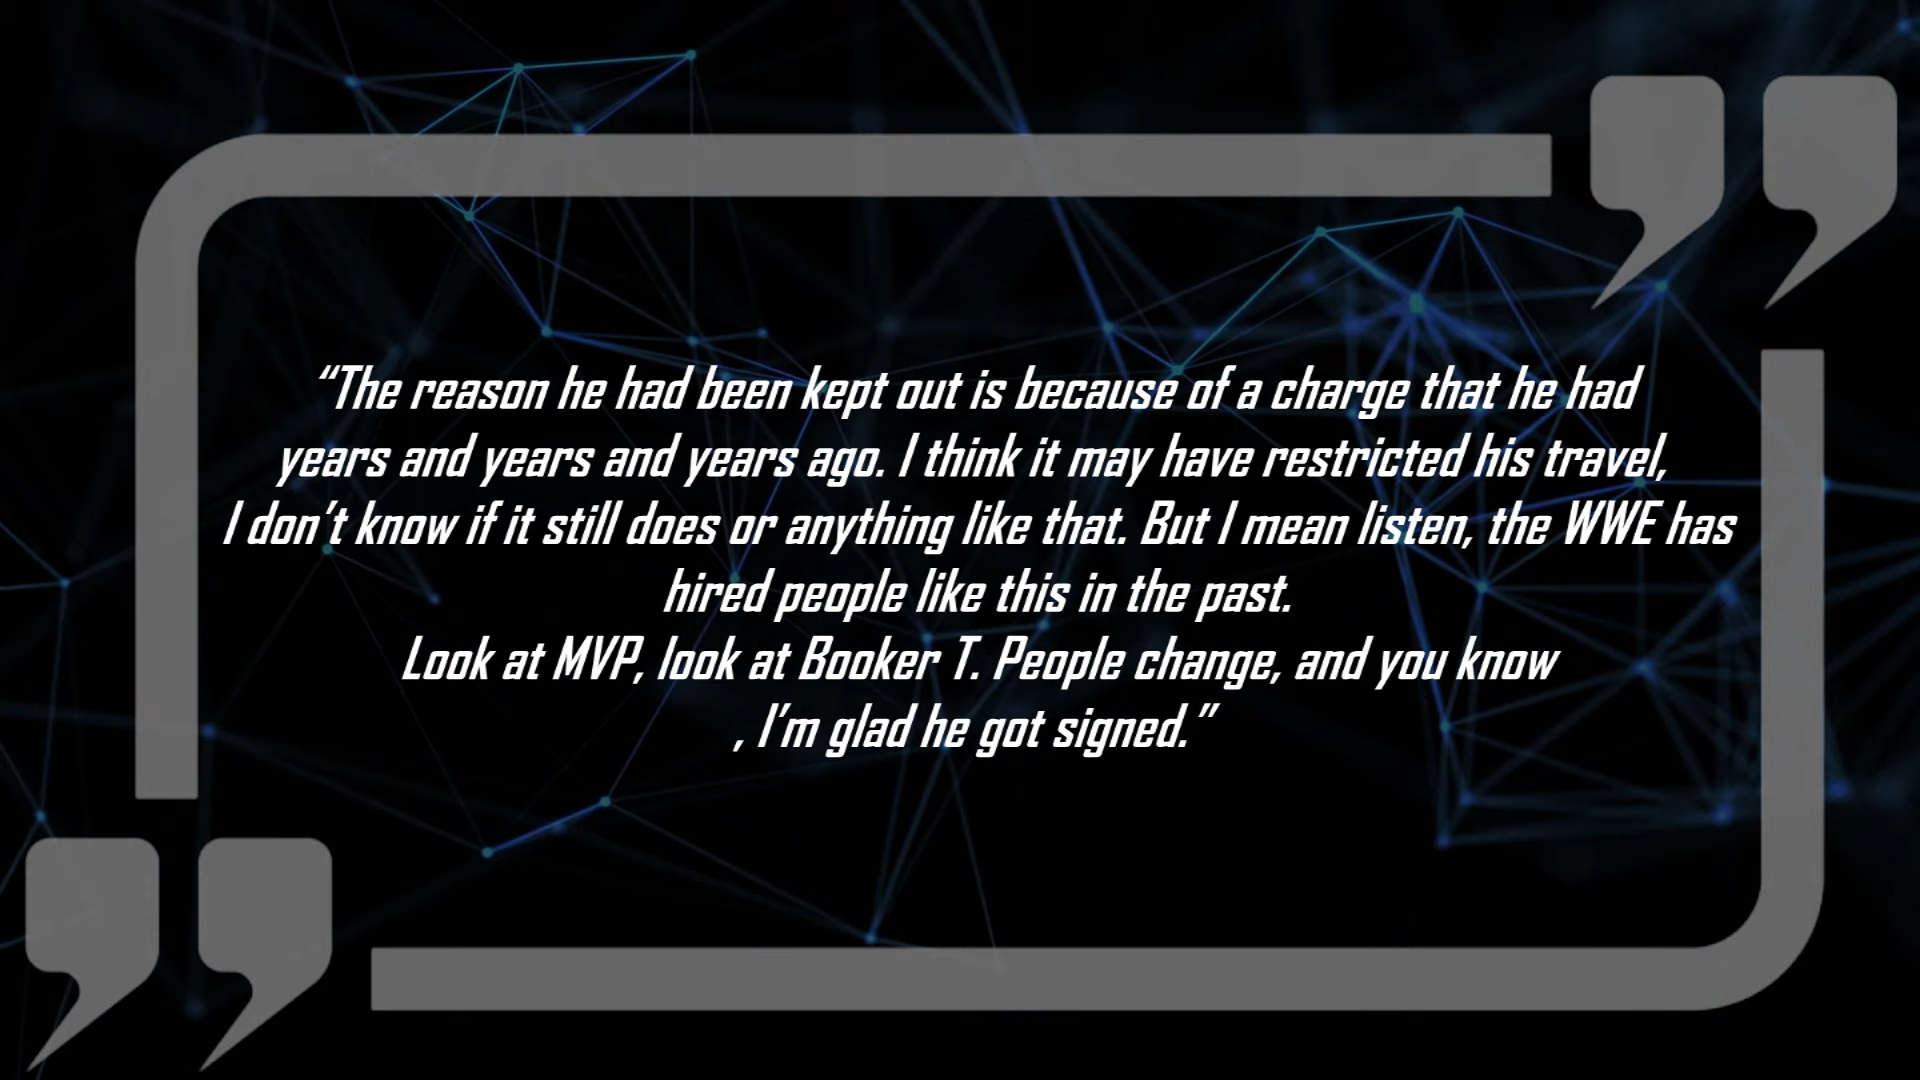 “The reason he had been kept out is because of a charge that he had
years and years and years ago. I think it may have restricted his travel,
I don’t know if it still does or anything like that. But I mean listen, the WWE has
hired people like this in the past.
Look at MVP, look at Booker T. People change, and you know
, I’m glad he got signed.”